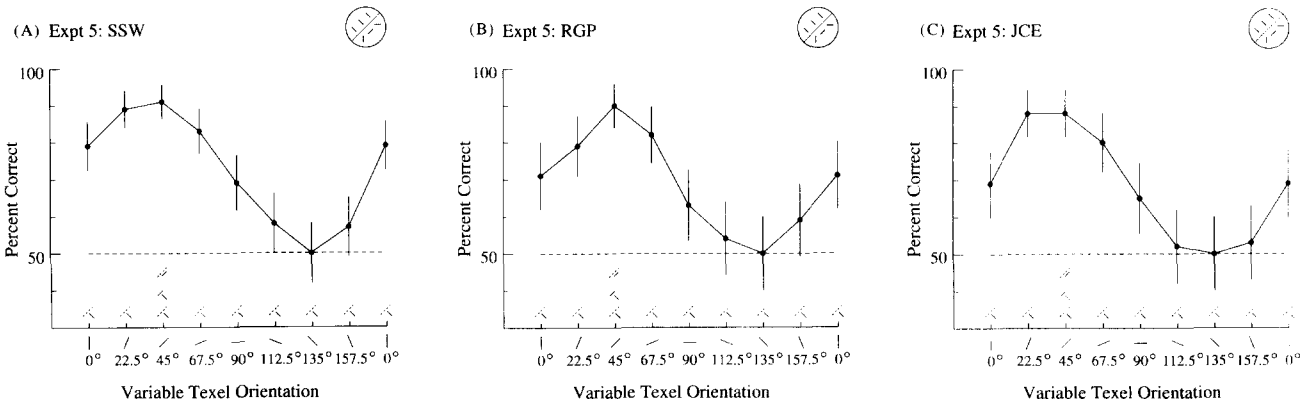 (A) Expt 5: SSW
100
50
Percent Correct
0° 22.5° 45° 67.5° 90° 112.5° 135° 157.5° 0°
Variable Texel Orientation
(B) Expt 5: RGP
100
50
Percent Correct
0° 22.5° 45° 67.5° 90° 112.5° 135° 157.5° 0°
Variable Texel Orientation
(C) Expt 5: JCE
100
50
Percent Correct
0° 22.5° 45° 67.5° 90° 112.5° 135° 157.5° 0°
Variable Texel Orientation